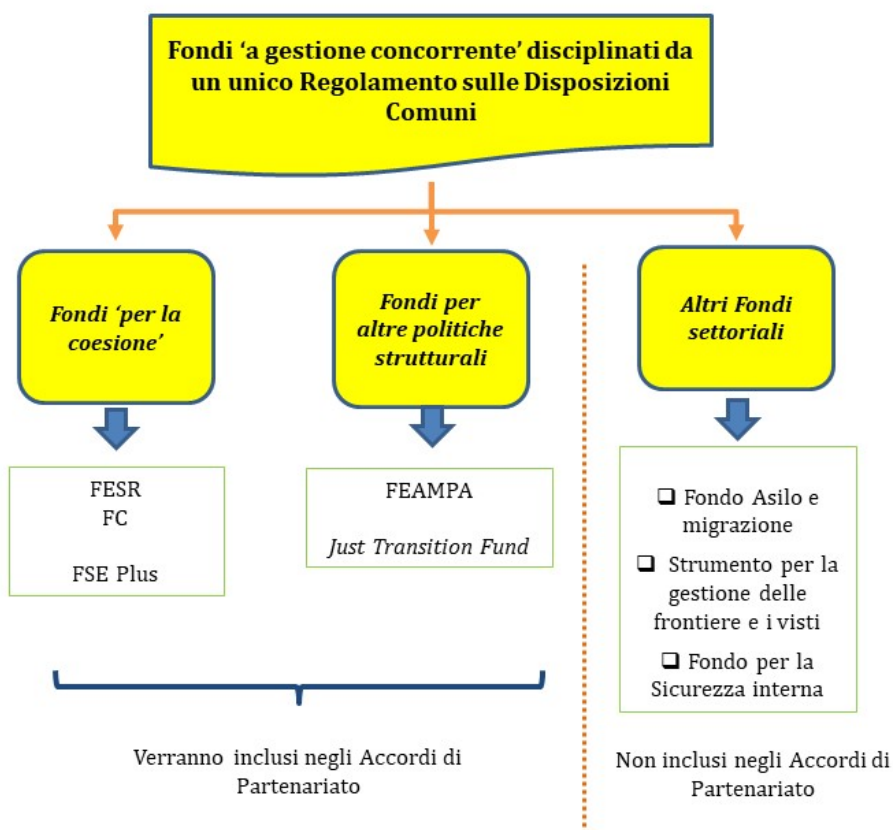 Fondi ‘a gestione concorrente’ disciplinati da
un unico Regolamento sulle Disposizioni
Comuni
Fondi ‘per la
coesione’
Fondi per
altre politiche
strutturali
Altri Fondi
settoriali
FESR
FC
FSE Plus
FEAMPA
Just Transition Fund
❑ Fondo Asilo e
migrazione
❑ Strumento per la
gestione delle
frontiere e i visti
❑ Fondo per la
Sicurezza interna
Verranno inclusi negli Accordi di
Partenariato
Non inclusi negli Accordi di
Partenariato